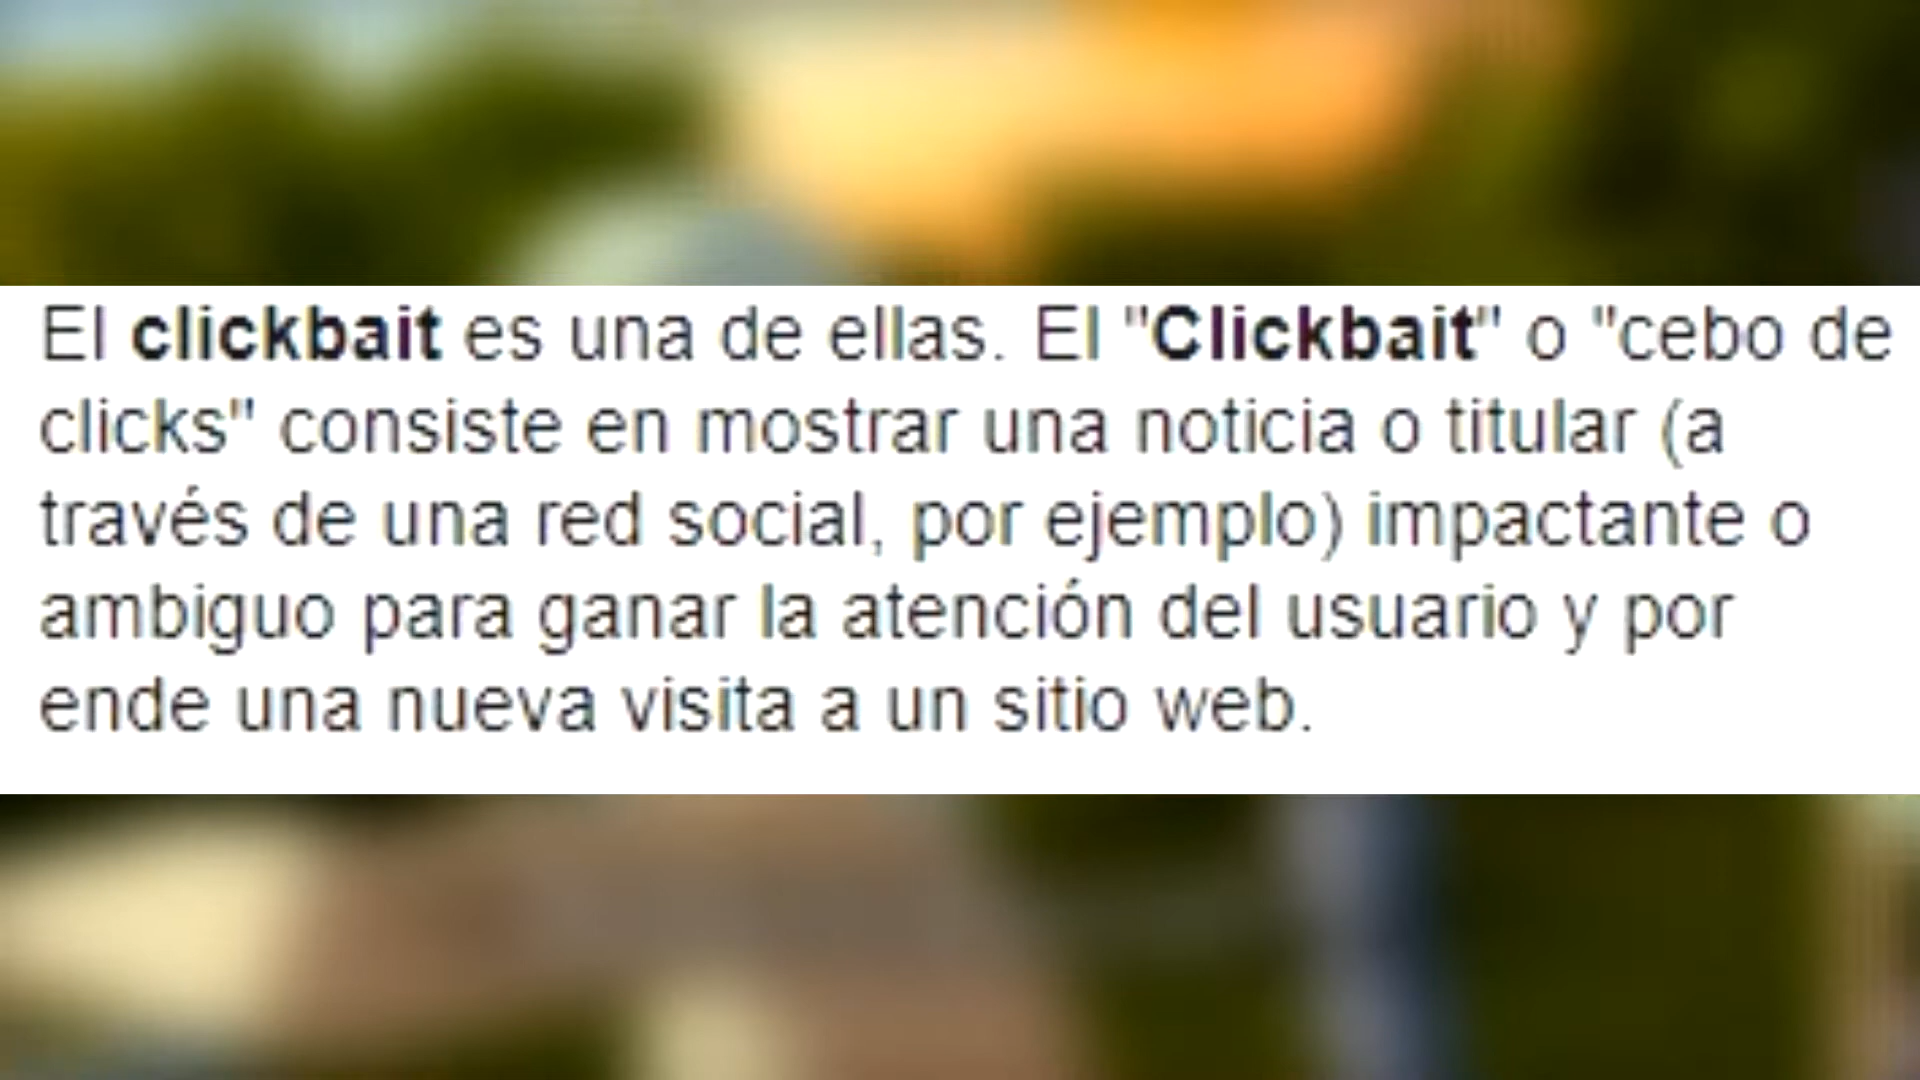 El clickbait es una de ellas. El "Clickbait" o "cebo de
clicks" consiste en mostrar una noticia o titular (a
través de una red social, por ejemplo) impactante o
ambiguo para ganar la atención del usuario y por
ende una nueva visita a un sitio web.